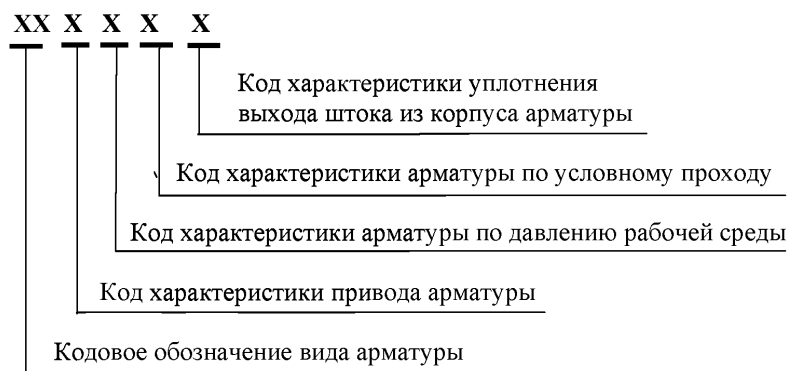 XX X X X X
Код характеристики уплотнения
выхода штока из корпуса арматуры
Код характеристики арматуры по условному проходу
Код характеристики арматуры по давлению рабочей среды
Код характеристики привода арматуры
Кодовое обозначение вида арматуры